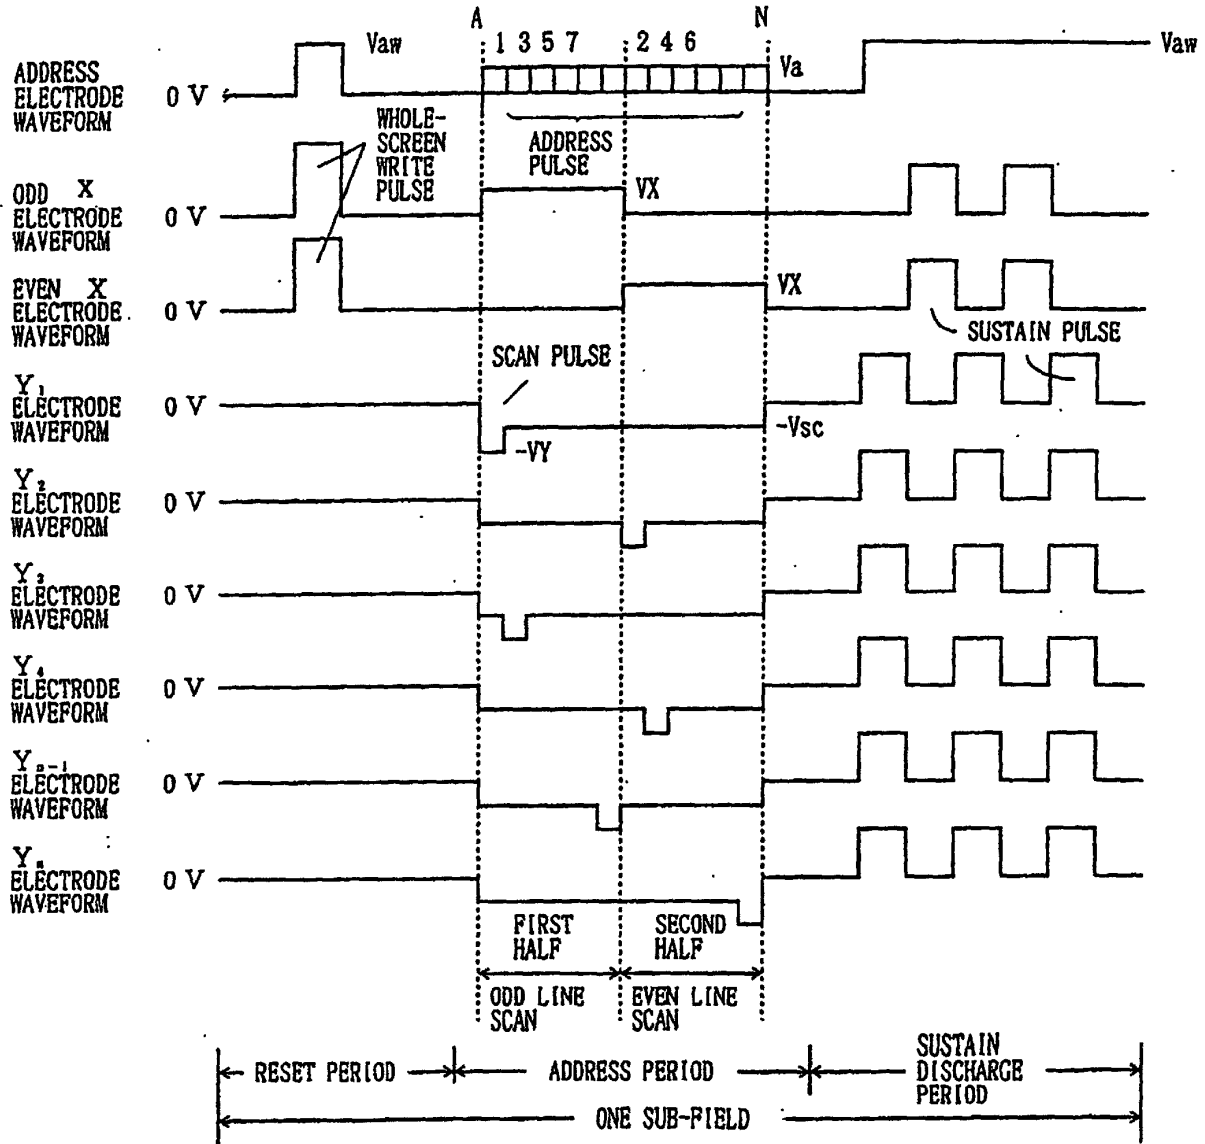 A
N
Vaw
1 3 5 7
2 4 6
Vaw
Va
ADDRESS
ELECTRODE
WAVEFORM
0 V
WHOLE-
SCREEN
WRITE
PULSE
ADDRESS
PULSE
ODD X
ELECTRODE
WAVEFORM
0 V
VX
EVEN X
ELECTRODE
WAVEFORM
0 V
VX
SUSTAIN PULSE
SCAN PULSE
Y1
ELECTRODE
WAVEFORM
0 V
-VY
-Vsc
Y2
ELECTRODE
WAVEFORM
0 V
Y3
ELECTRODE
WAVEFORM
0 V
Y4
ELECTRODE
WAVEFORM
0 V
Yn-1
ELECTRODE
WAVEFORM
0 V
Yn
ELECTRODE
WAVEFORM
0 V
FIRST
HALF
SECOND
HALF
ODD LINE
SCAN
EVEN LINE
SCAN
RESET PERIOD
ADDRESS PERIOD
SUSTAIN
DISCHARGE
PERIOD
ONE SUB-FIELD